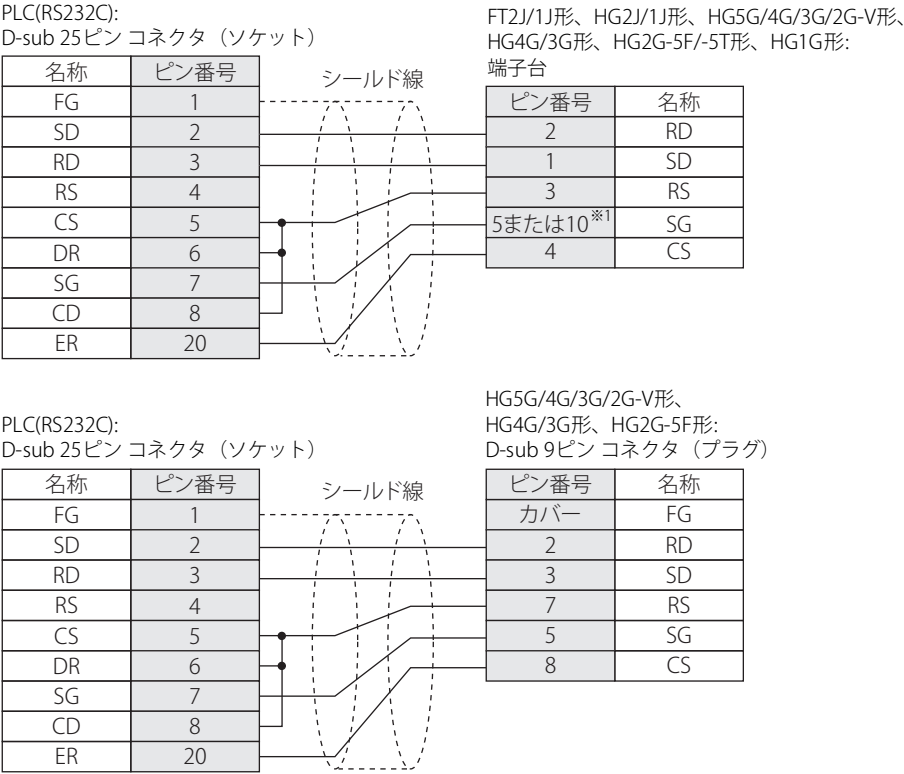 PLC(RS232C):
D-sub 25ピン コネクタ（ソケット）
FT2J/1J形、HG2J/1J形、HG5G/4G/3G/2G-V形、
HG4G/3G形、HG2G-5F/-5T形、HG1G形:
端子台
名称 ピン番号
FG 1
SD 2
RD 3
RS 4
CS 5
DR 6
SG 7
CD 8
ER 20
シールド線
ピン番号 名称
2 RD
1 SD
3 RS
5または10※1 SG
4 CS
PLC(RS232C):
D-sub 25ピン コネクタ（ソケット）
HG5G/4G/3G/2G-V形、
HG4G/3G形、HG2G-5F形:
D-sub 9ピン コネクタ（プラグ）
名称 ピン番号
FG 1
SD 2
RD 3
RS 4
CS 5
DR 6
SG 7
CD 8
ER 20
シールド線
ピン番号 名称
カバー FG
2 RD
3 SD
7 RS
5 SG
8 CS